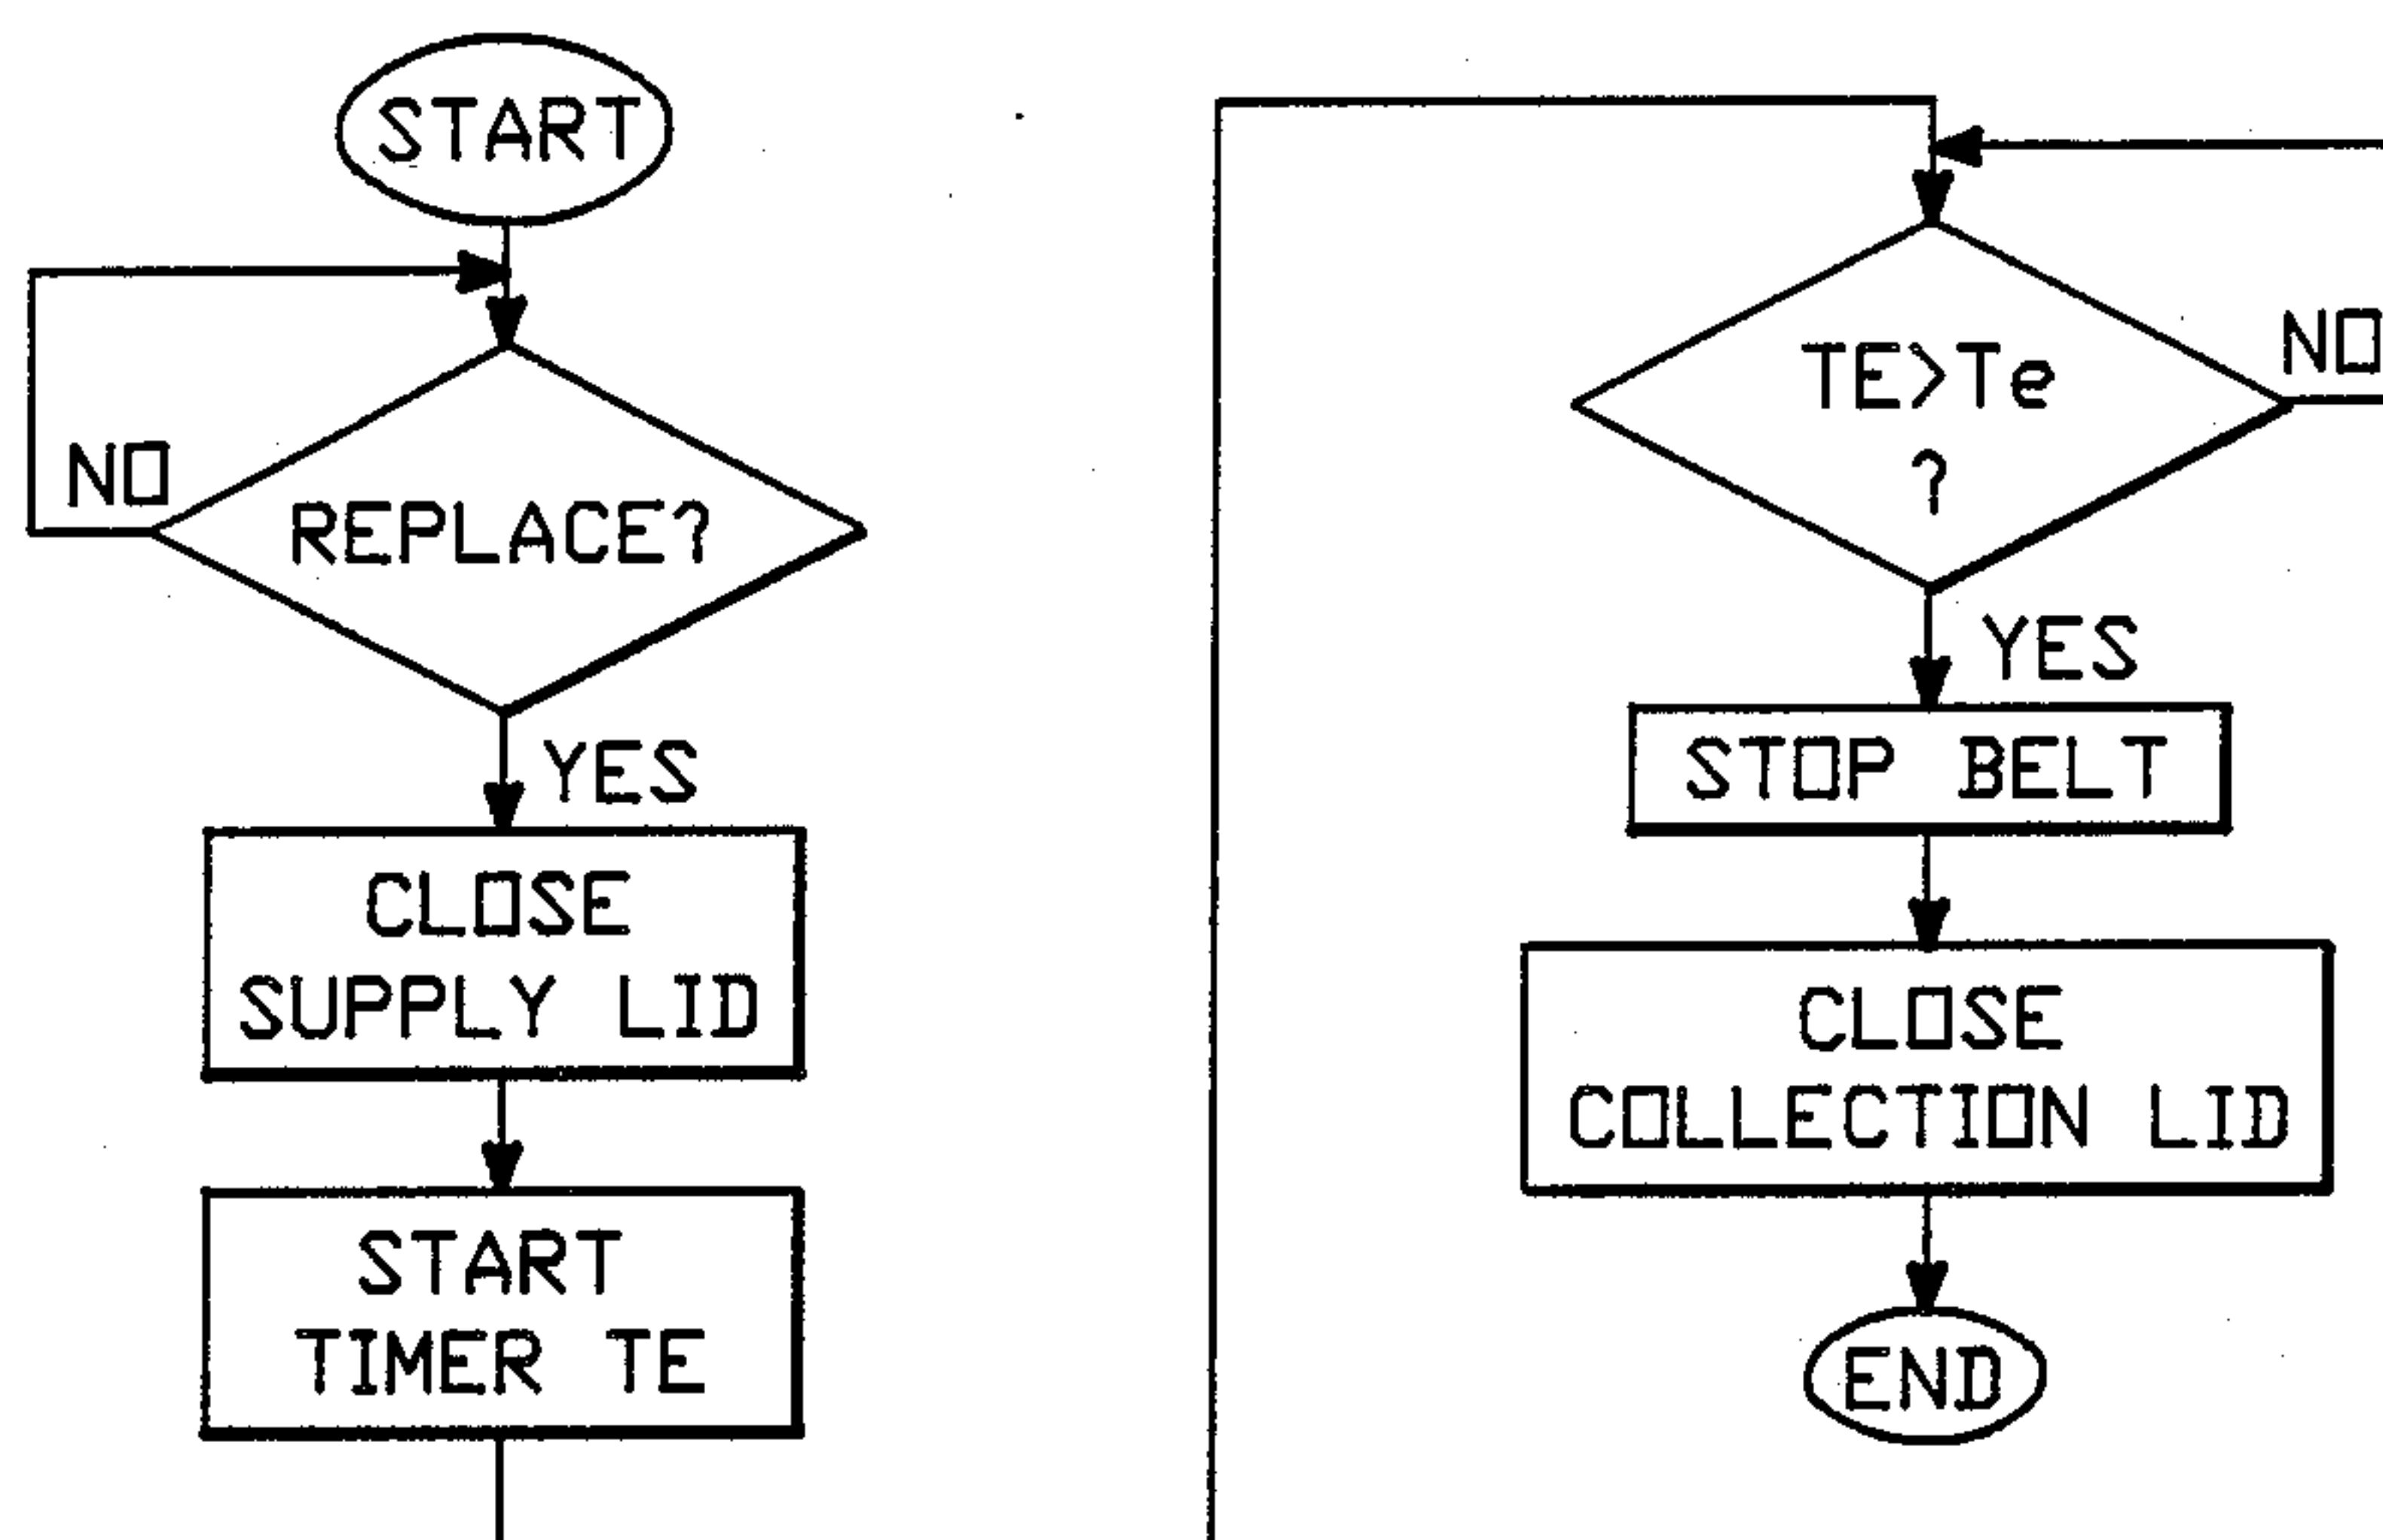 START
NO
REPLACE?
YES
CLOSE
SUPPLY LID
START
TIMER TE
TE>Te
?
NO
YES
STOP BELT
CLOSE
COLLECTION LID
END